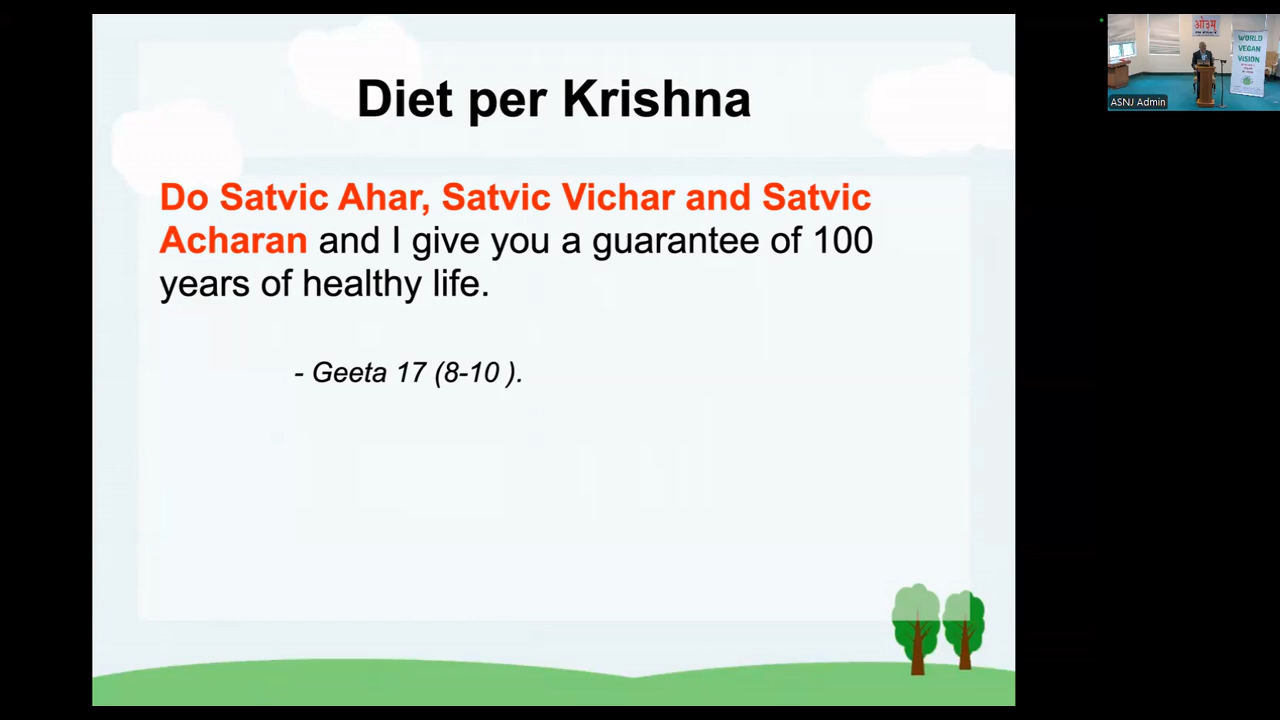 Diet per Krishna
Do Satvic Ahar, Satvic Vichar and Satvic
Acharan and I give you a guarantee of 100
years of healthy life.
- Geeta 17 (8-10 ).
ओ३म्
WORLD
VEGAN
VISION
ASNJ Admin